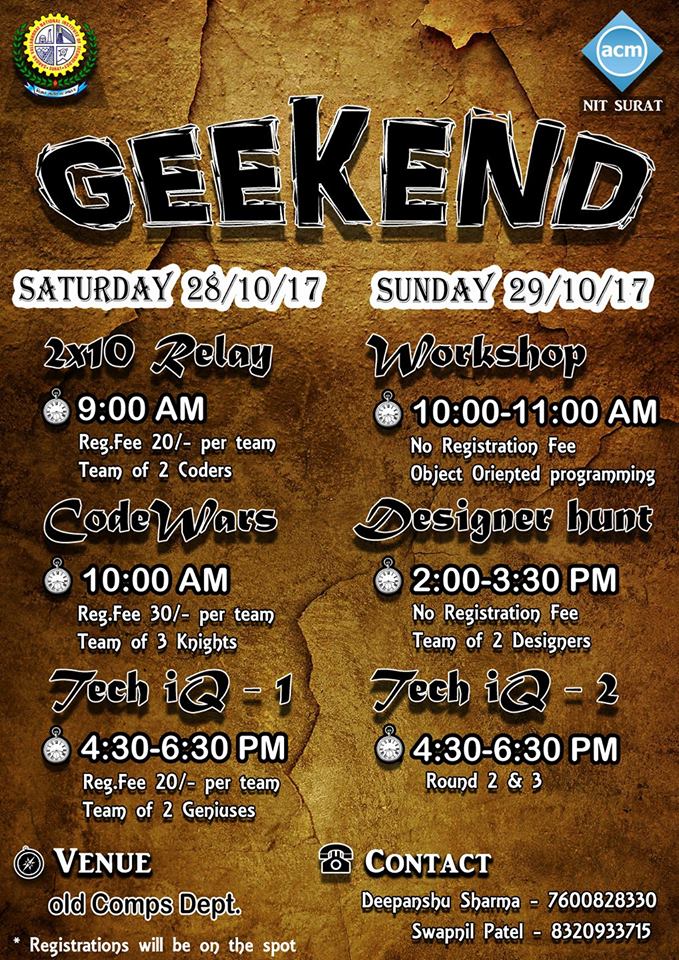 acm
NIT SURAT
GEEKEND
SATURDAY 28/10/17
2x10 Relay
9:00 AM
Reg.Fee 20/- per team
Team of 2 Coders
CodeWars
10:00 AM
Reg.Fee 30/- per team
Team of 3 Knights
Tech iQ - 1
4:30-6:30 PM
Reg.Fee 20/- per team
Team of 2 Geniuses
SUNDAY 29/10/17
Workshop
10:00-11:00 AM
No Registration Fee
Object Oriented programming
Designer hunt
2:00-3:30 PM
No Registration Fee
Team of 2 Designers
Tech iQ - 2
4:30-6:30 PM
Round 2 & 3
VENUE
old Comps Dept.
* Registrations will be on the spot
CONTACT
Deepanshu Sharma - 7600828330
Swapnil Patel - 8320933715